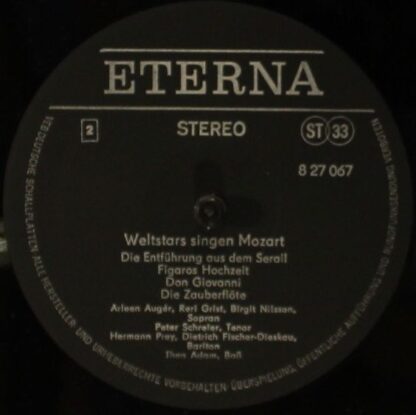 ETERNA
2
STEREO
ST 33
8 27 067
Weltstars singen Mozart
Die Entführung aus dem Serail
Figaros Hochzeit
Don Giovanni
Die Zauberflöte
Arleen Augér, Reri Grist, Birgit Nilsson,
Sopran
Peter Schreier, Tenor
Hermann Prey, Dietrich Fischer-Dieskau,
Bariton
Theo Adam, Baß
VEB DEUTSCHE SCHALLPLATTEN ALLE HERSTELLER UND URHEBERRECHTE VORBEHALTEN ÜBERSPIELUNG, ÖFFENTLICHE AUFFÜHRUNG UND RUNDFUNKSENDUNG VERBOTEN